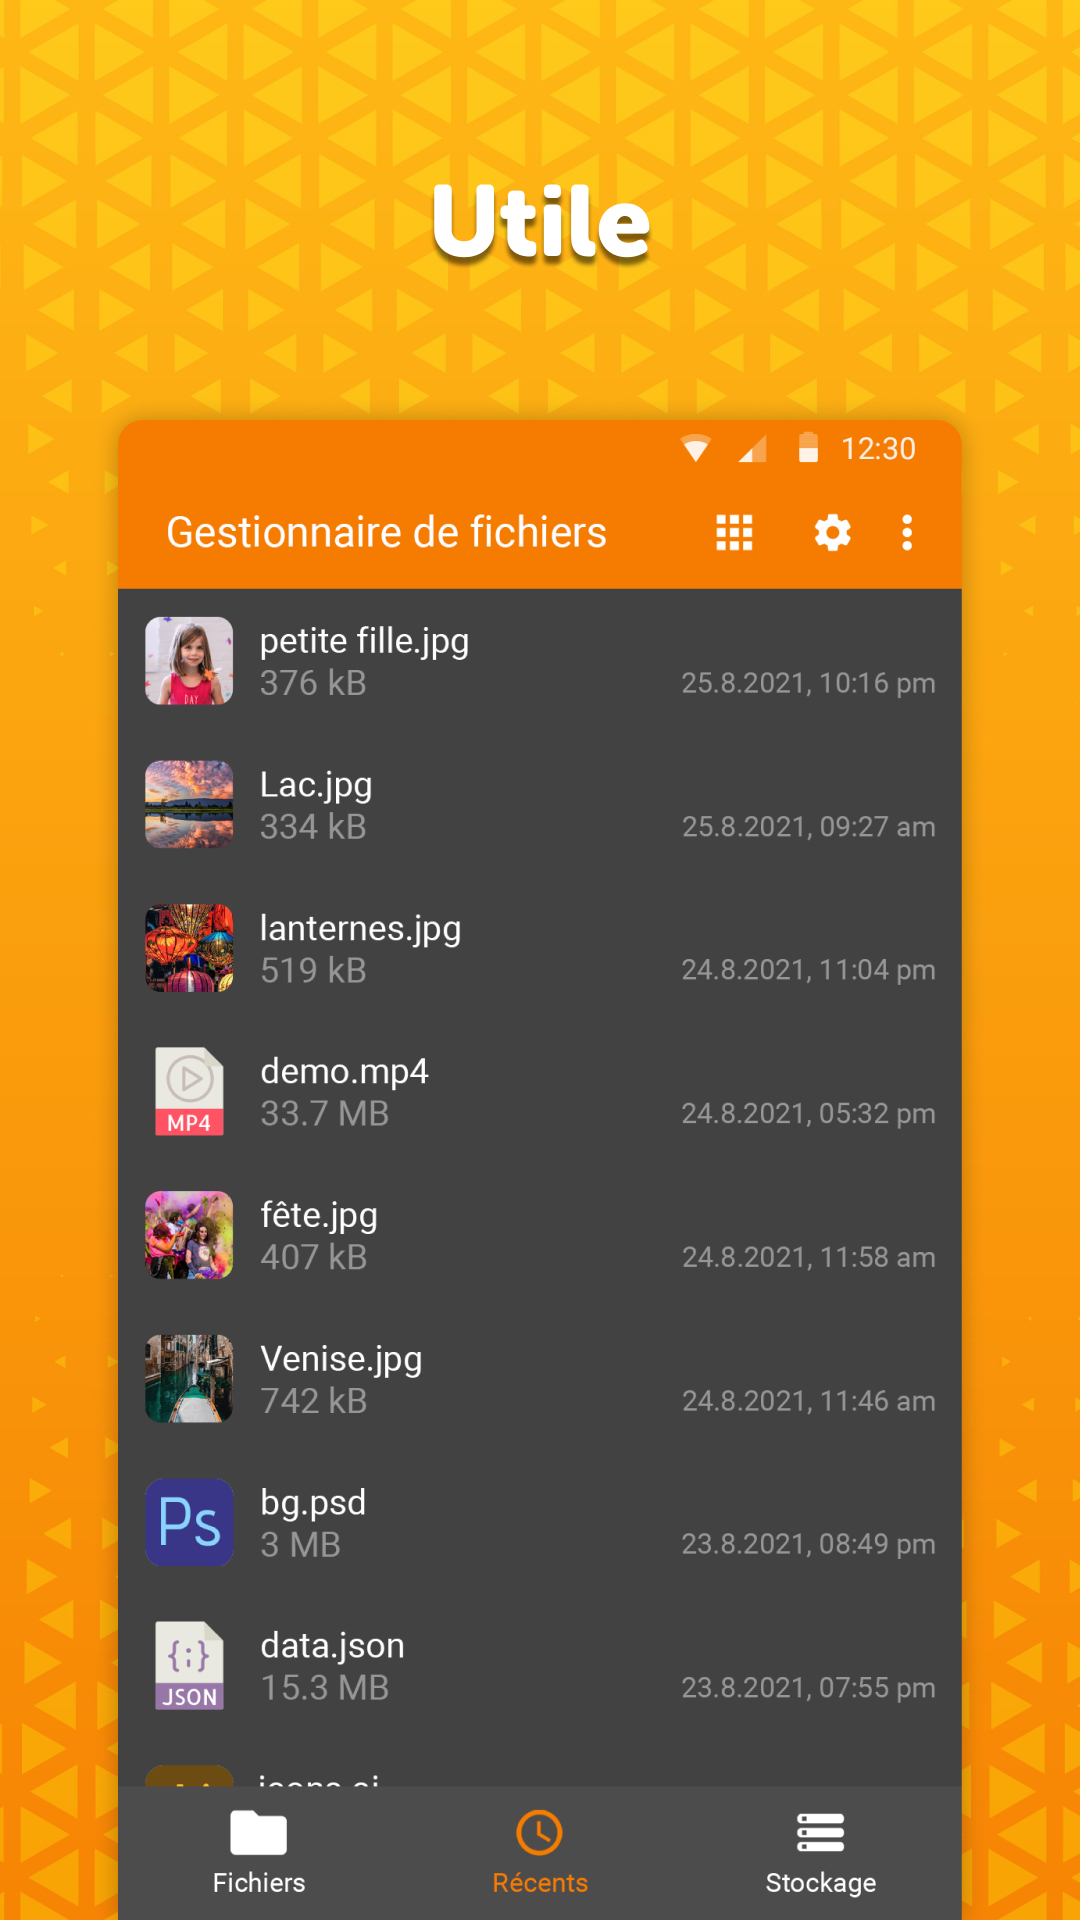 Utile
12:30
Gestionnaire de fichiers
petite fille.jpg
376 kB
25.8.2021, 10:16 pm
DAY
Lac.jpg
334 kB
25.8.2021, 09:27 am
lanternes.jpg
519 kB
24.8.2021, 11:04 pm
demo.mp4
33.7 MB
24.8.2021, 05:32 pm
MP4
fête.jpg
407 kB
24.8.2021, 11:58 am
Venise.jpg
742 kB
24.8.2021, 11:46 am
Ps
bg.psd
3 MB
23.8.2021, 08:49 pm
{;}
JSON
data.json
15.3 MB
23.8.2021, 07:55 pm
Fichiers
Récents
Stockage